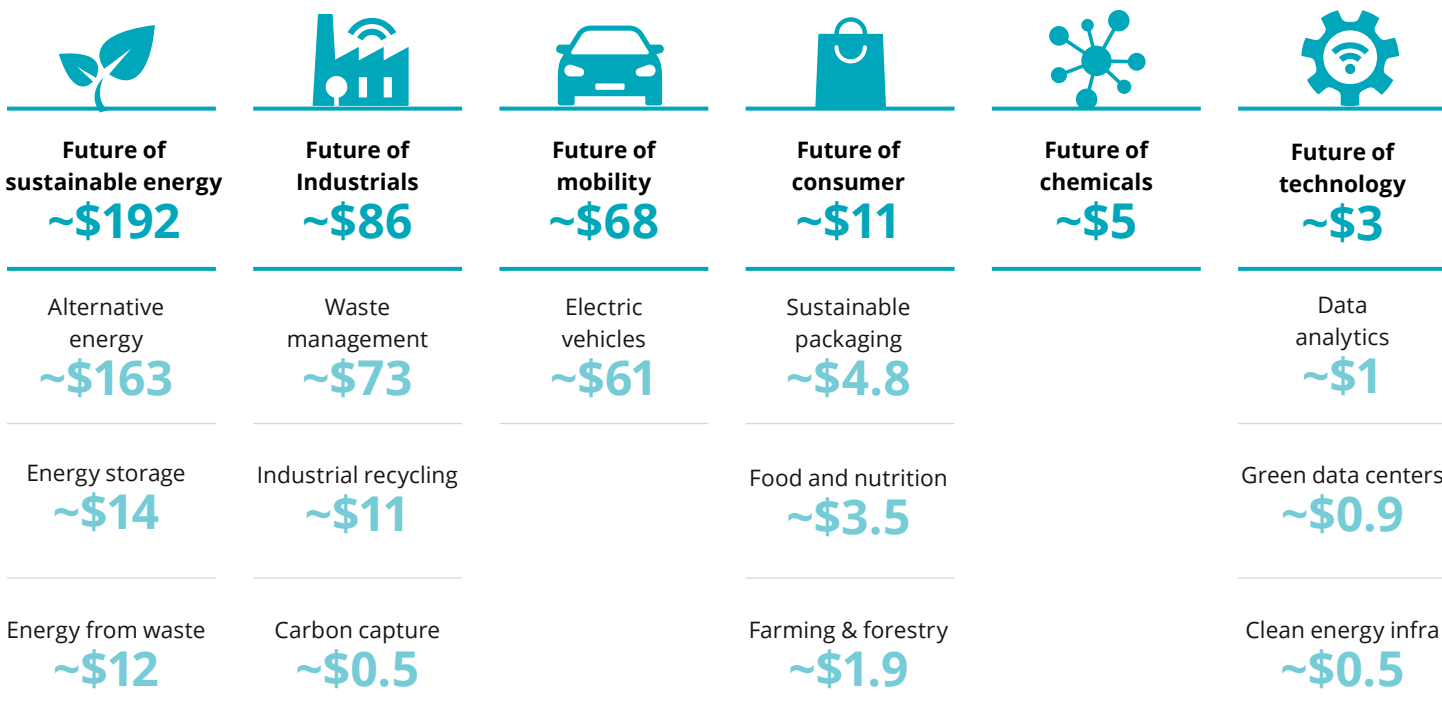 Future of
sustainable energy
~$192
Alternative
energy
~$163
Energy storage
~$14
Energy from waste
~$12
Future of
Industrials
~$86
Waste
management
~$73
Industrial recycling
~$11
Carbon capture
~$0.5
Future of
mobility
~$68
Electric
vehicles
~$61
Future of
consumer
~$11
Sustainable
packaging
~$4.8
Food and nutrition
~$3.5
Farming & forestry
~$1.9
Future of
chemicals
~$5
Future of
technology
~$3
Data
analytics
~$1
Green data centers
~$0.9
Clean energy infra
~$0.5